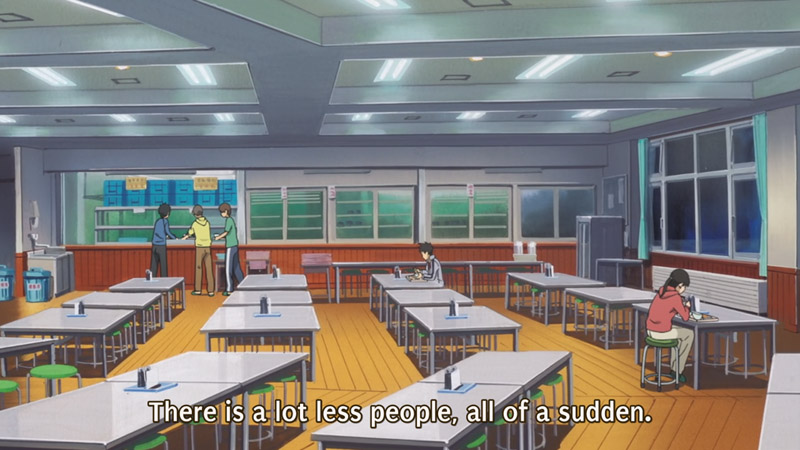 There is a lot less people, all of a sudden.